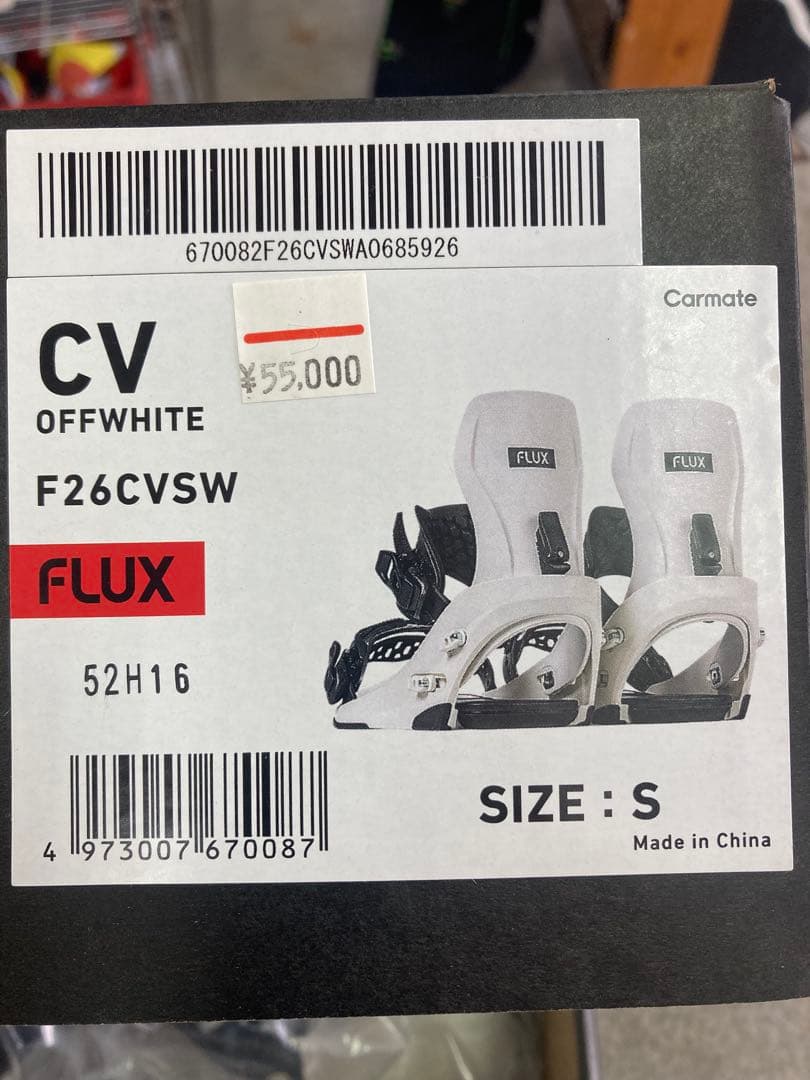 670082F26CVSWA0685926
Carmate
CV
¥55,000
OFFWHITE
F26CVSW
FLUX
FLUX
FLUX
52H16
SIZE : S
Made in China
4 973007 670087